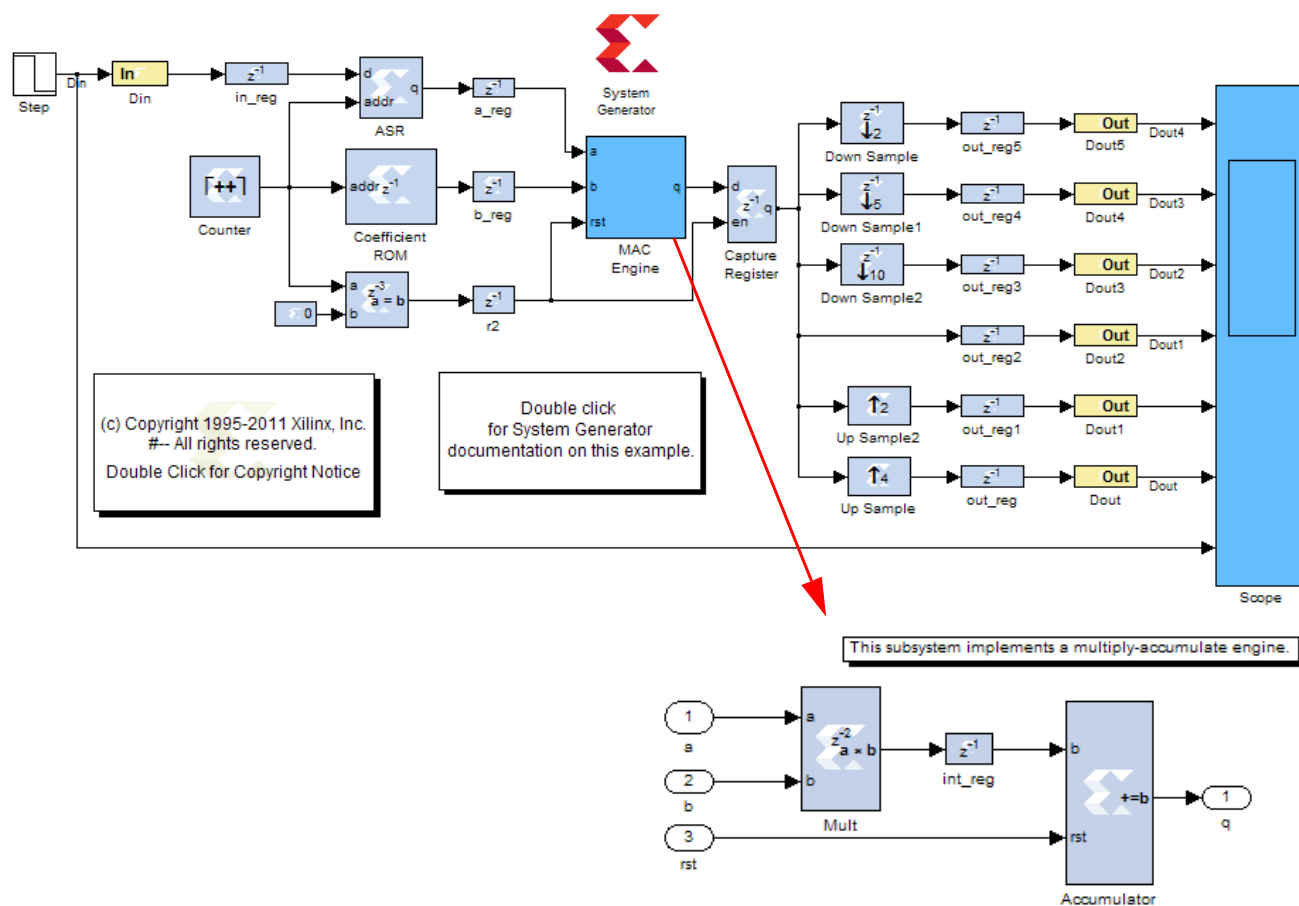 System
Generator
Step
Din
In
Din
z⁻¹
in_reg
d
addr
q
ASR
z⁻¹
a_reg
++
Counter
addr z⁻¹
Coefficient
ROM
z⁻¹
b_reg
0
a
b
z⁻³
a = b
z⁻¹
r2
a
b
rst
q
MAC
Engine
d
en
z⁻¹
q
Capture
Register
z⁻¹
↓2
Down Sample
z⁻¹
out_reg5
Out
Dout5
Dout4
z⁻¹
↓5
Down Sample1
z⁻¹
out_reg4
Out
Dout4
Dout3
z⁻¹
↓10
Down Sample2
z⁻¹
out_reg3
Out
Dout3
Dout2
z⁻¹
out_reg2
Out
Dout2
Dout1
↑2
Up Sample2
z⁻¹
out_reg1
Out
Dout1
↑4
Up Sample
z⁻¹
out_reg
Out
Dout
Dout
Scope
(c) Copyright 1995-2011 Xilinx, Inc.
#-- All rights reserved.
Double Click for Copyright Notice
Double click
for System Generator
documentation on this example.
This subsystem implements a multiply-accumulate engine.
1
a
2
b
3
rst
a
b
z⁻²
a × b
Mult
z⁻¹
int_reg
b
rst
+=b
Accumulator
1
q